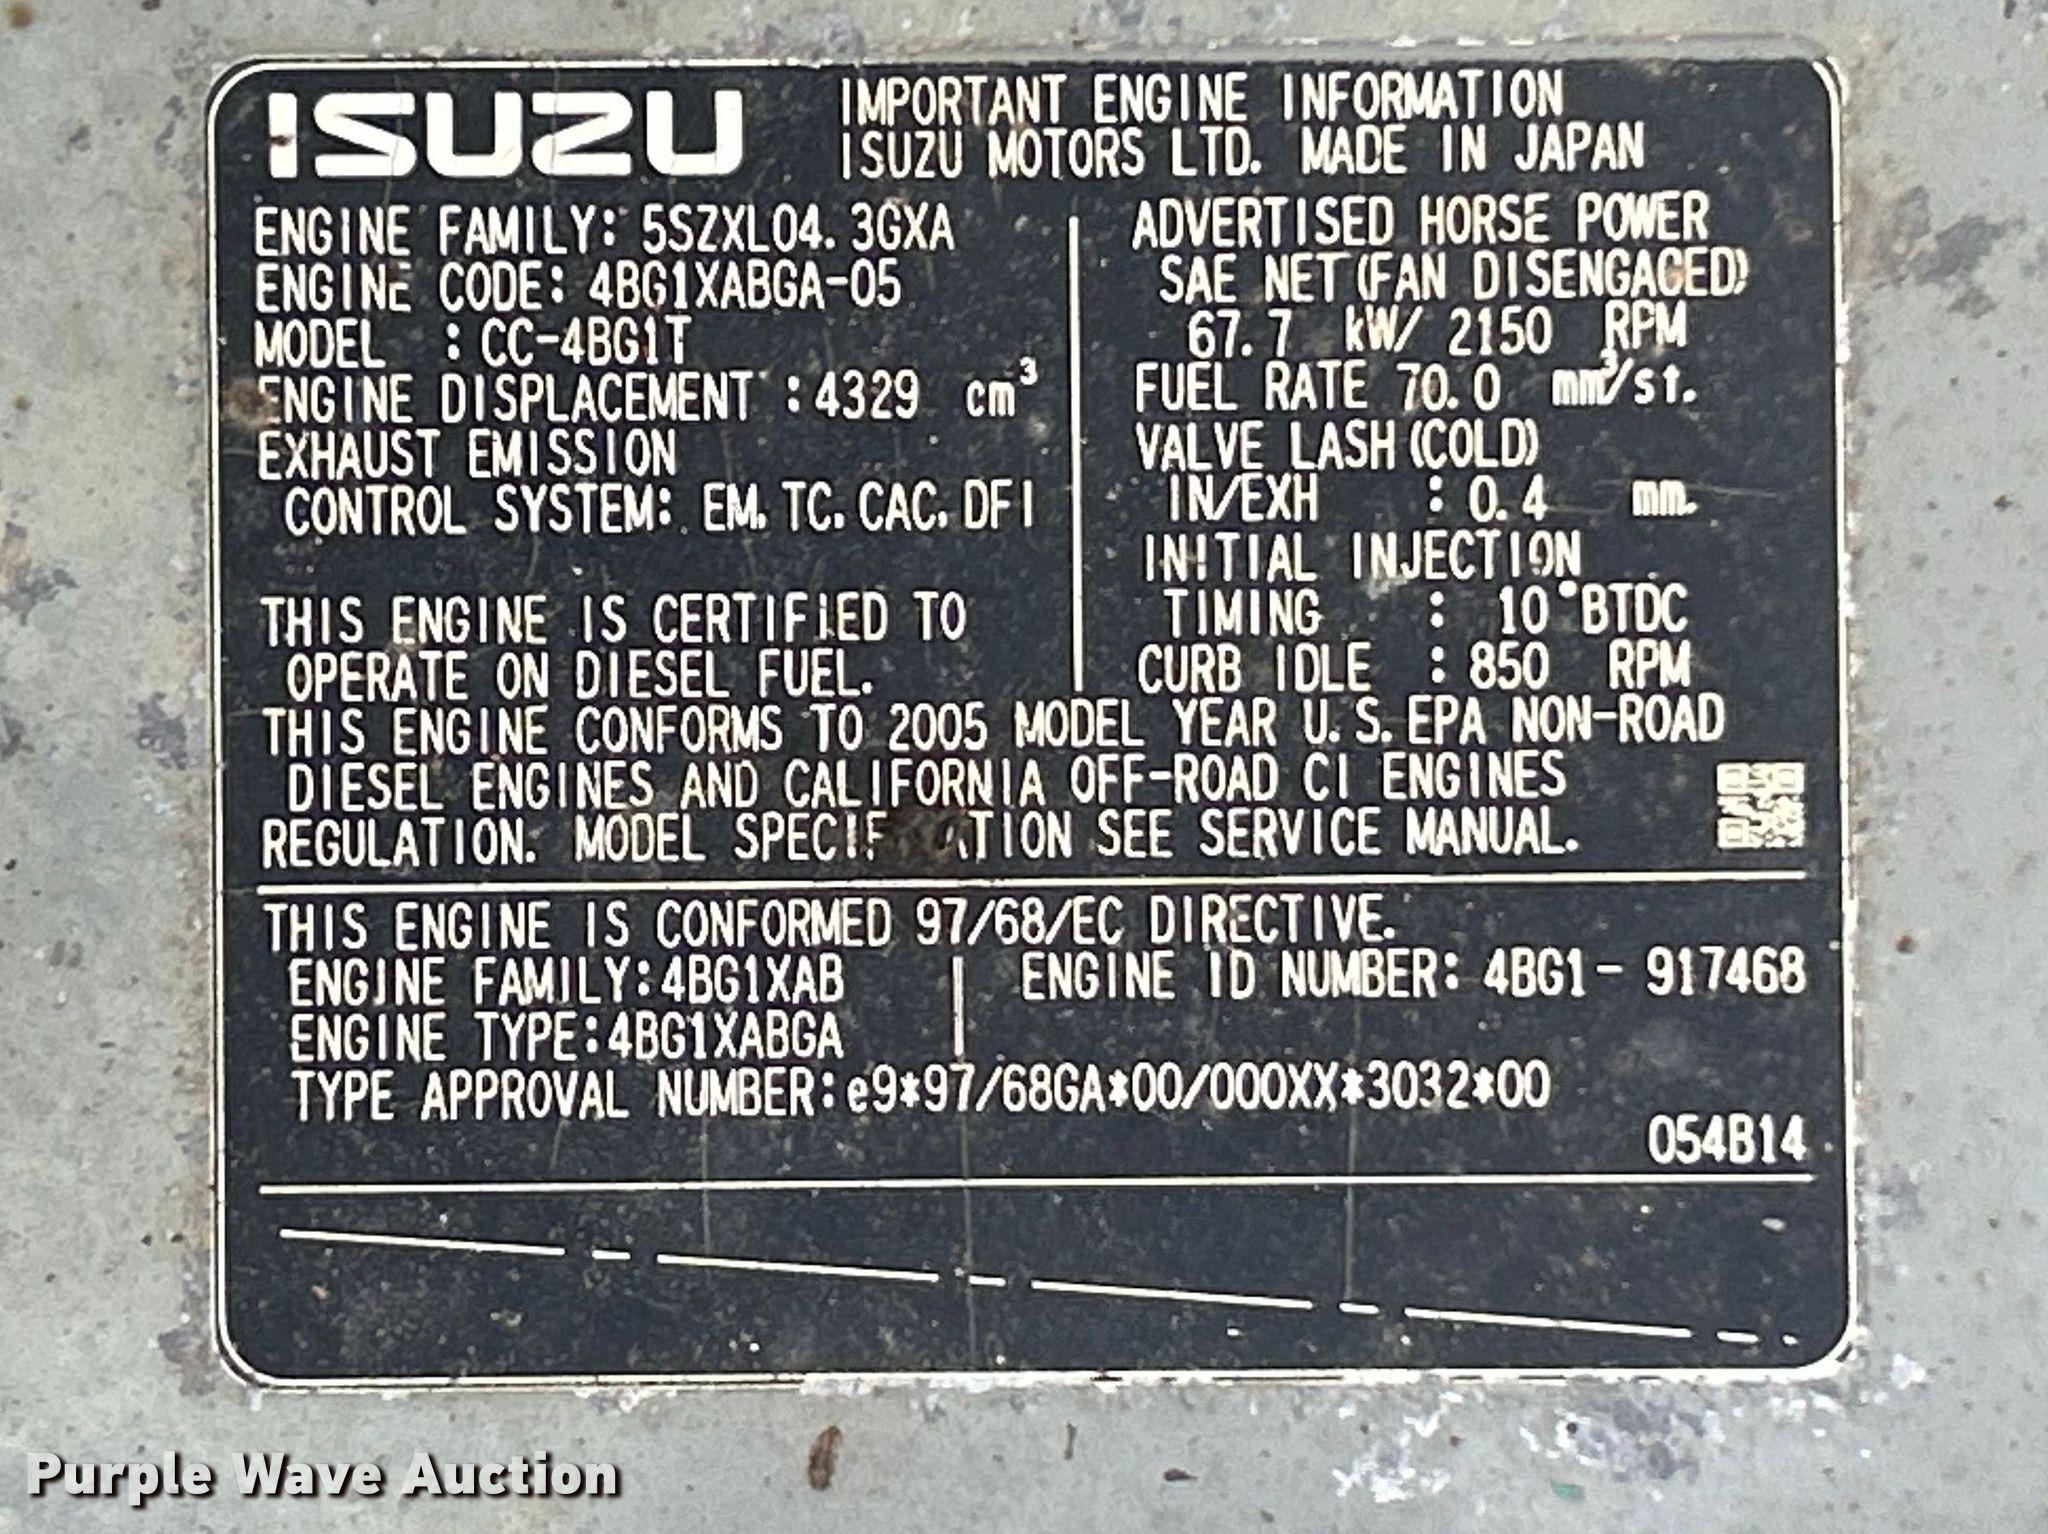 ISUZU
IMPORTANT ENGINE INFORMATION
ISUZU MOTORS LTD. MADE IN JAPAN
ENGINE FAMILY: 5SZXL04.3GXA
ENGINE CODE: 4BG1XABGA-05
MODEL : CC-4BG1T
ENGINE DISPLACEMENT :4329 cm³
EXHAUST EMISSION
CONTROL SYSTEM: EM, TC, CAC, DFI
THIS ENGINE IS CERTIFIED TO
OPERATE ON DIESEL FUEL.
ADVERTISED HORSE POWER
SAE NET(FAN DISENGAGED)
67.7 kW/ 2150 RPM
FUEL RATE 70.0 mm³/st.
VALVE LASH(COLD)
IN/EXH : 0.4 mm.
INITIAL INJECTION
TIMING : 10°BTDC
CURB IDLE : 850 RPM
THIS ENGINE CONFORMS TO 2005 MODEL YEAR U.S.EPA NON-ROAD
DIESEL ENGINES AND CALIFORNIA OFF-ROAD CI ENGINES
REGULATION. MODEL SPECIFICATION SEE SERVICE MANUAL.
THIS ENGINE IS CONFORMED 97/68/EC DIRECTIVE.
ENGINE FAMILY:4BG1XAB
ENGINE ID NUMBER: 4BG1- 917468
ENGINE TYPE:4BG1XABGA
TYPE APPROVAL NUMBER:e9*97/68GA*00/000XX*3032*00
054B14
Purple Wave Auction